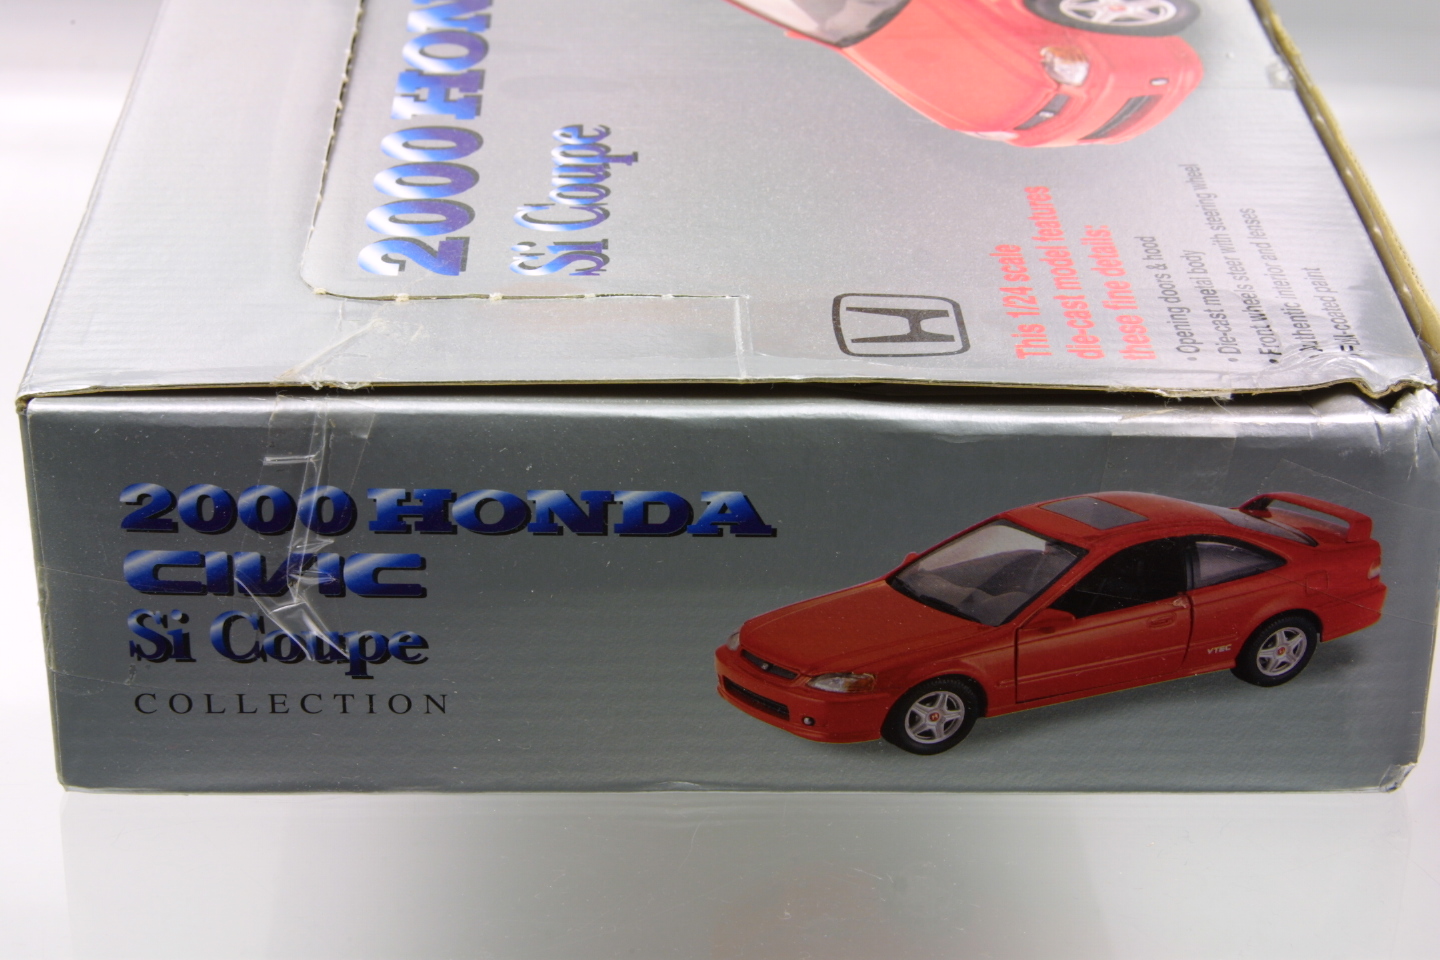 2000 HON
Si Coupe
This 1/24 scale
die-cast model features
these fine details:
• Opening doors & hood
• Die-cast metal body
• Front wheels steer with steering wheel
• Authentic interior and lenses
2000 HONDA
CIVIC
Si Coupe
COLLECTION
VTEC